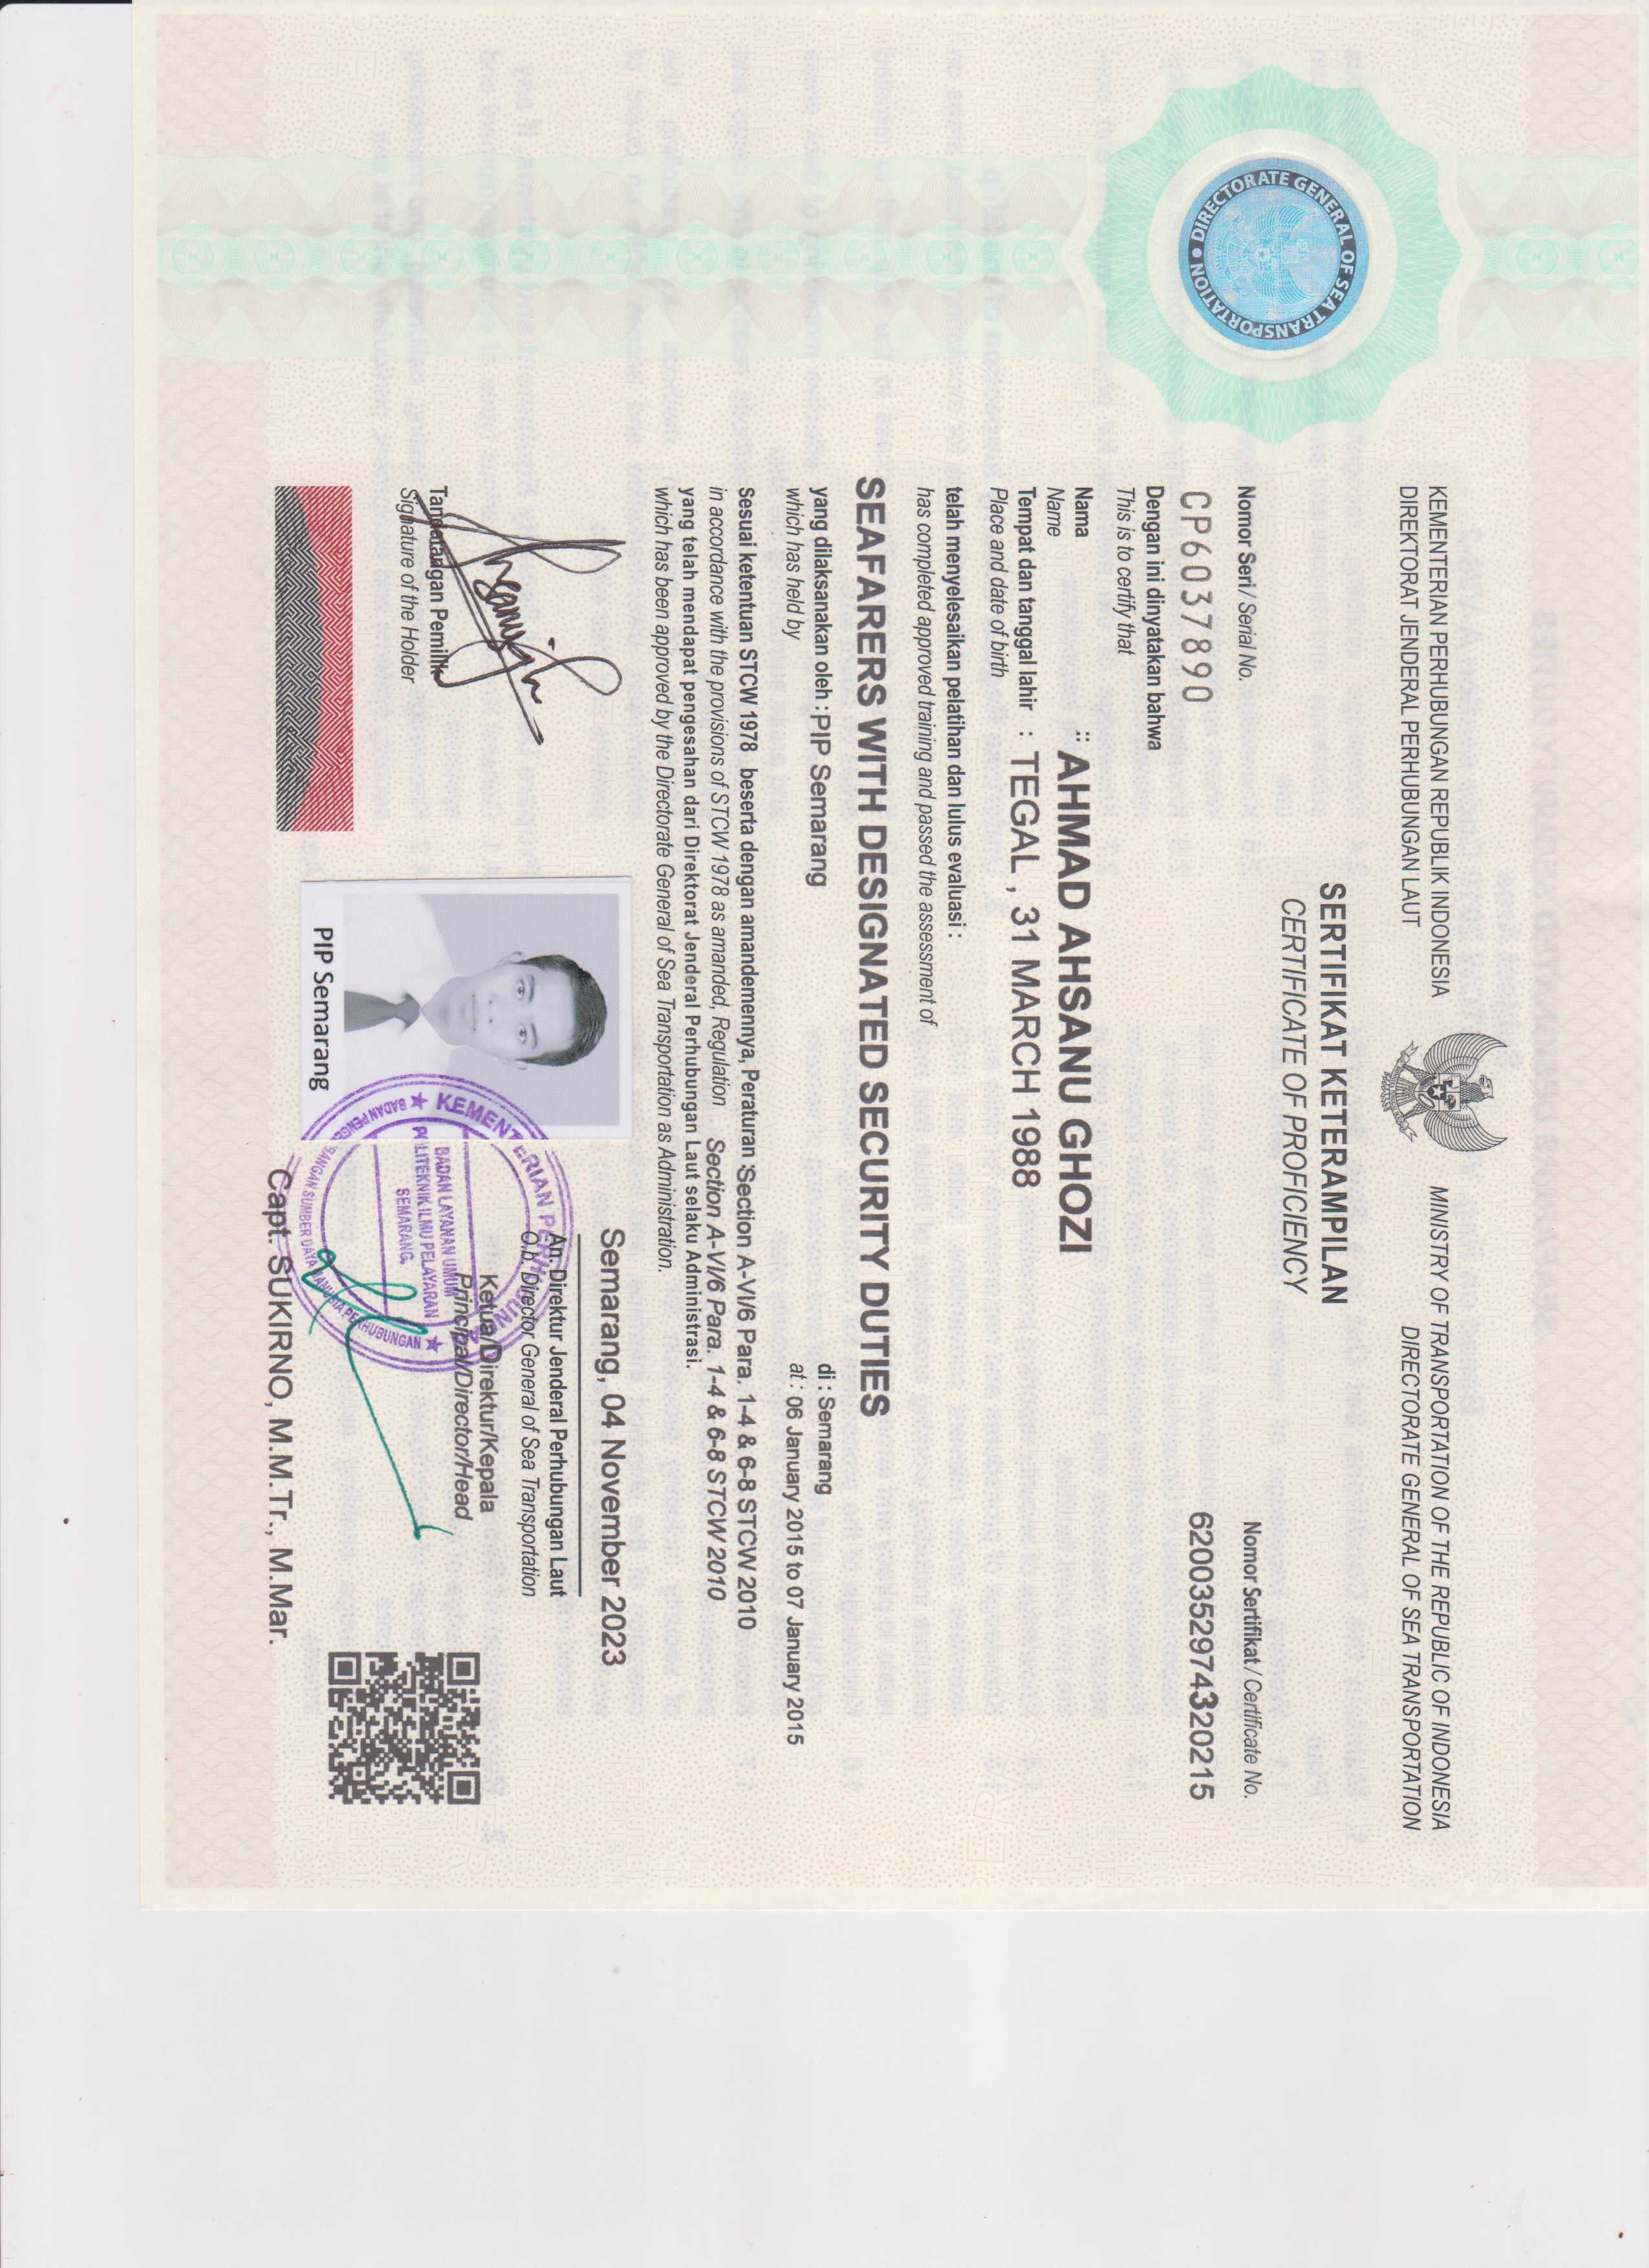 KEMENTERIAN PERHUBUNGAN REPUBLIK INDONESIA
DIREKTORAT JENDERAL PERHUBUNGAN LAUT
MINISTRY OF TRANSPORTATION OF THE REPUBLIC OF INDONESIA
DIRECTORATE GENERAL OF SEA TRANSPORTATION
DIRECTORATE GENERAL OF SEA TRANSPORTATION
SERTIFIKAT KETERAMPILAN
CERTIFICATE OF PROFICIENCY
Nomor Seri / Serial No.
CP6037890
Nomor Sertifikat / Certificate No.
6200352974320215
Dengan ini dinyatakan bahwa
This is to certify that
Nama :: AHMAD AHSANU GHOZI
Name
Tempat dan tanggal lahir : TEGAL , 31 MARCH 1988
Place and date of birth
telah menyelesaikan pelatihan dan lulus evaluasi :
has completed approved training and passed the assessment of
SEAFARERS WITH DESIGNATED SECURITY DUTIES
yang dilaksanakan oleh : PIP Semarang
which has held by
di : Semarang
at : 06 January 2015 to 07 January 2015
Sesuai ketentuan STCW 1978 beserta dengan amandemennya, Peraturan : Section A-VI/6 Para. 1-4 & 6-8 STCW 2010
in accordance with the provisions of STCW 1978 as amanded, Regulation Section A-VI/6 Para. 1-4 & 6-8 STCW 2010
yang telah mendapat pengesahan dari Direktorat Jenderal Perhubungan Laut selaku Administrasi.
which has been approved by the Directorate General of Sea Transportation as Administration.
Tandatangan Pemilik
Signature of the Holder
PIP Semarang
Semarang, 04 November 2023
An. Direktur Jenderal Perhubungan Laut
O.b. Director General of Sea Transportation
Ketua/Direktur/Kepala
Principal/Director/Head
KEMENTERIAN PERHUBUNGAN
BADAN LAYANAN UMUM
POLITEKNIK ILMU PELAYARAN
SEMARANG
SUMBER DAYA MANUSIA PERHUBUNGAN
Capt. SUKIRNO, M.M.Tr., M.Mar.